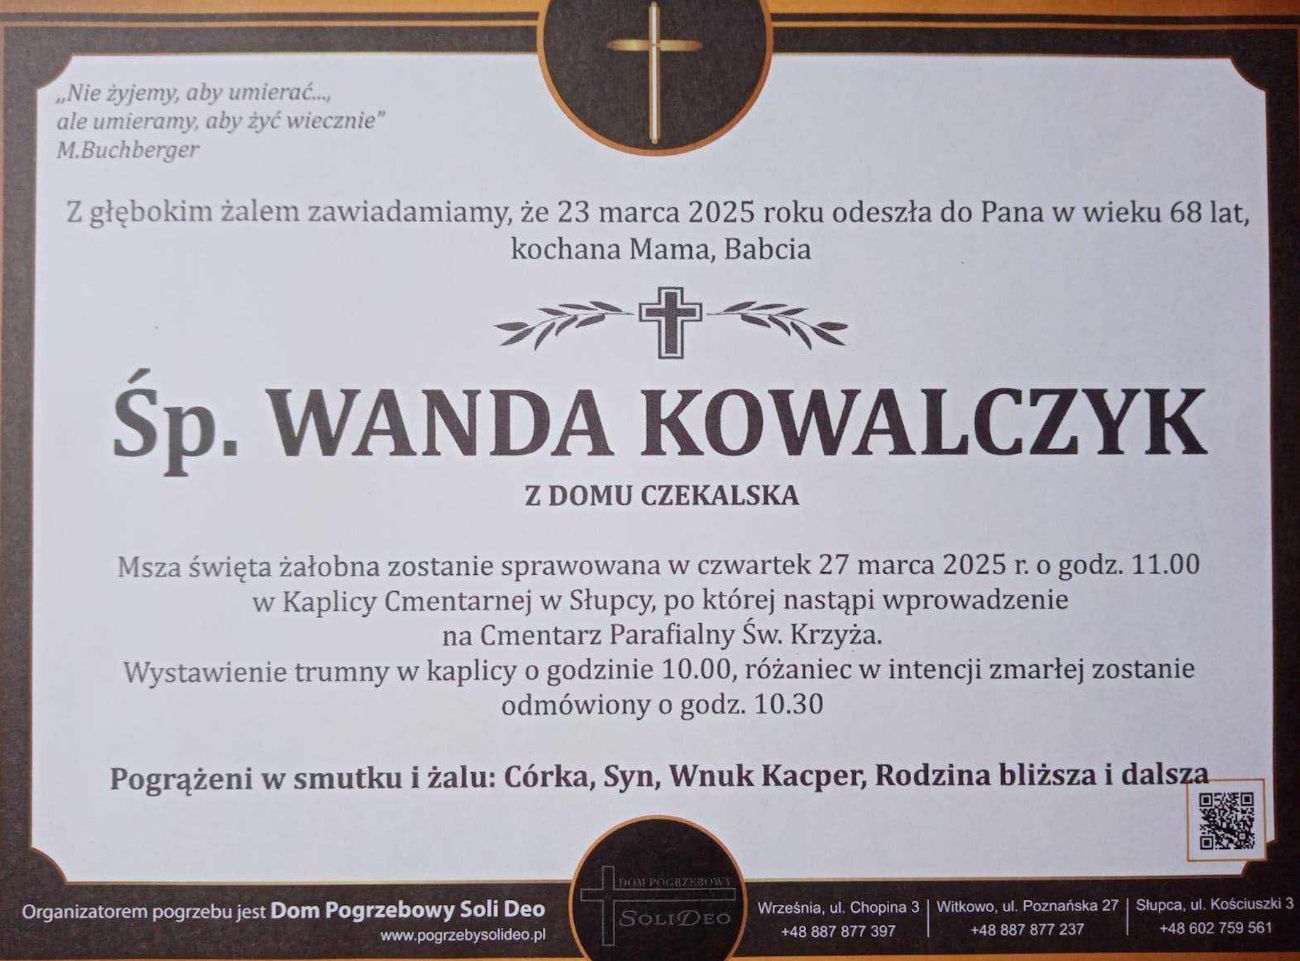 „Nie żyjemy, aby umierać...,
ale umieramy, aby żyć wiecznie"
M.Buchberger
Z głębokim żalem zawiadamiamy, że 23 marca 2025 roku odeszła do Pana w wieku 68 lat,
kochana Mama, Babcia
Śp. WANDA KOWALCZYK
Z DOMU CZEKALSKA
Msza święta żałobna zostanie sprawowana w czwartek 27 marca 2025 r. o godz. 11.00
w Kaplicy Cmentarnej w Słupcy, po której nastąpi wprowadzenie
na Cmentarz Parafialny Św. Krzyża.
Wystawienie trumny w kaplicy o godzinie 10.00, różaniec w intencji zmarłej zostanie
odmówiony o godz. 10.30
Pogrążeni w smutku i żalu: Córka, Syn, Wnuk Kacper, Rodzina bliższa i dalsza
Organizatorem pogrzebu jest Dom Pogrzebowy Soli Deo
www.pogrzebysolideo.pl
DOM POGRZEBOWY
SOLI DEO
Września, ul. Chopina 3
+48 887 877 397
Witkowo, ul. Poznańska 27
+48 887 877 237
Słupca, ul. Kościuszki 3
+48 602 759 561